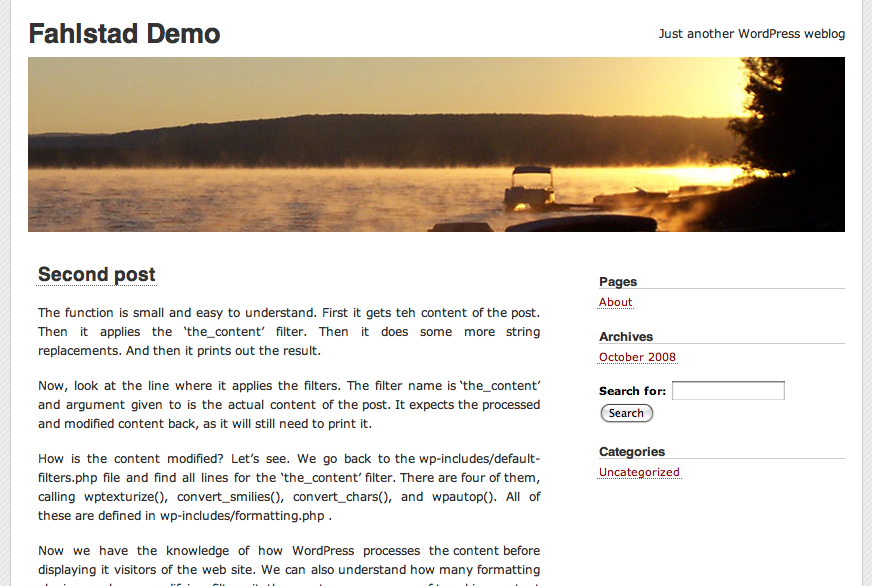 Fahlstad Demo
Just another WordPress weblog
Second post
The function is small and easy to understand. First it gets teh content of the post.
Then it applies the ‘the_content’ filter. Then it does some more string
replacements. And then it prints out the result.
Now, look at the line where it applies the filters. The filter name is ‘the_content’
and argument given to is the actual content of the post. It expects the processed
and modified content back, as it will still need to print it.
How is the content modified? Let’s see. We go back to the wp-includes/default-
filters.php file and find all lines for the ‘the_content’ filter. There are four of them,
calling wptexturize(), convert_smilies(), convert_chars(), and wpautop(). All of
these are defined in wp-includes/formatting.php .
Now we have the knowledge of how WordPress processes the content before
displaying it visitors of the web site. We can also understand how many formatting
Pages
About
Archives
October 2008
Search for:
Search
Categories
Uncategorized